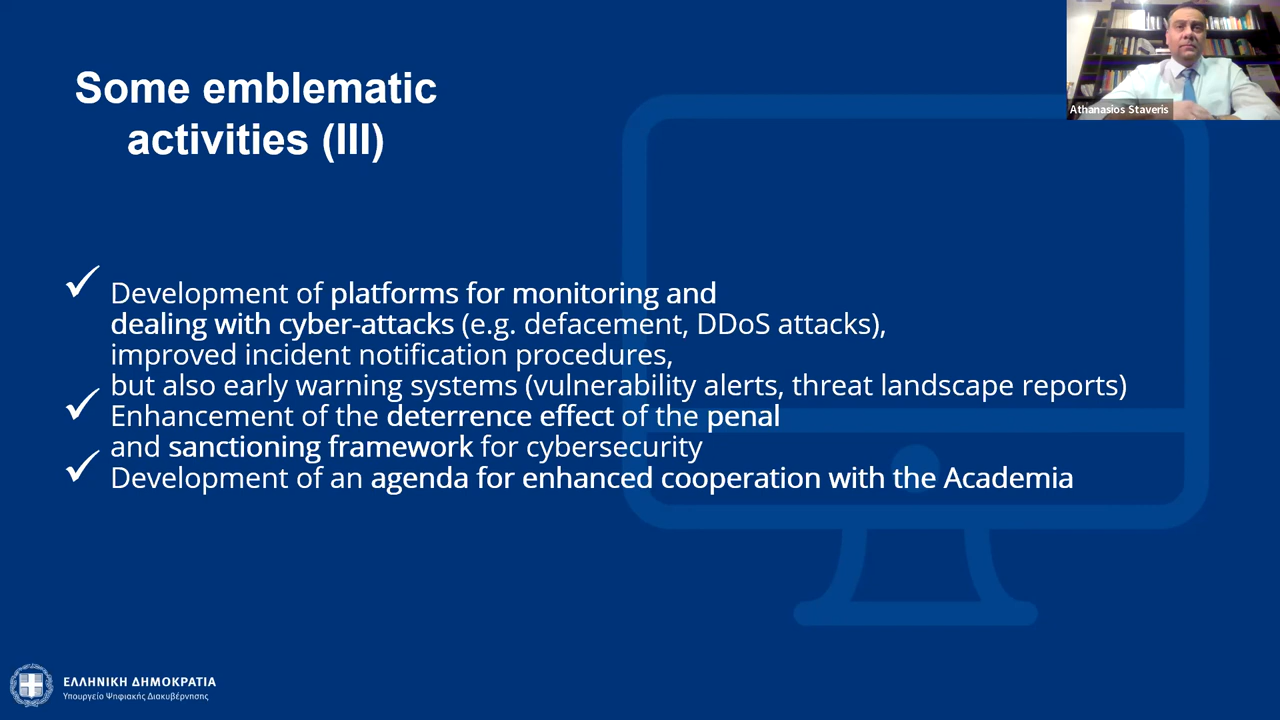 Some emblematic
activities (III)
Athanasios Staveris
✓ Development of platforms for monitoring and
dealing with cyber-attacks (e.g. defacement, DDoS attacks),
improved incident notification procedures,
but also early warning systems (vulnerability alerts, threat landscape reports)
✓ Enhancement of the deterrence effect of the penal
and sanctioning framework for cybersecurity
✓ Development of an agenda for enhanced cooperation with the Academia
ΕΛΛΗΝΙΚΗ ΔΗΜΟΚΡΑΤΙΑ
Υπουργείο Ψηφιακής Διακυβέρνησης